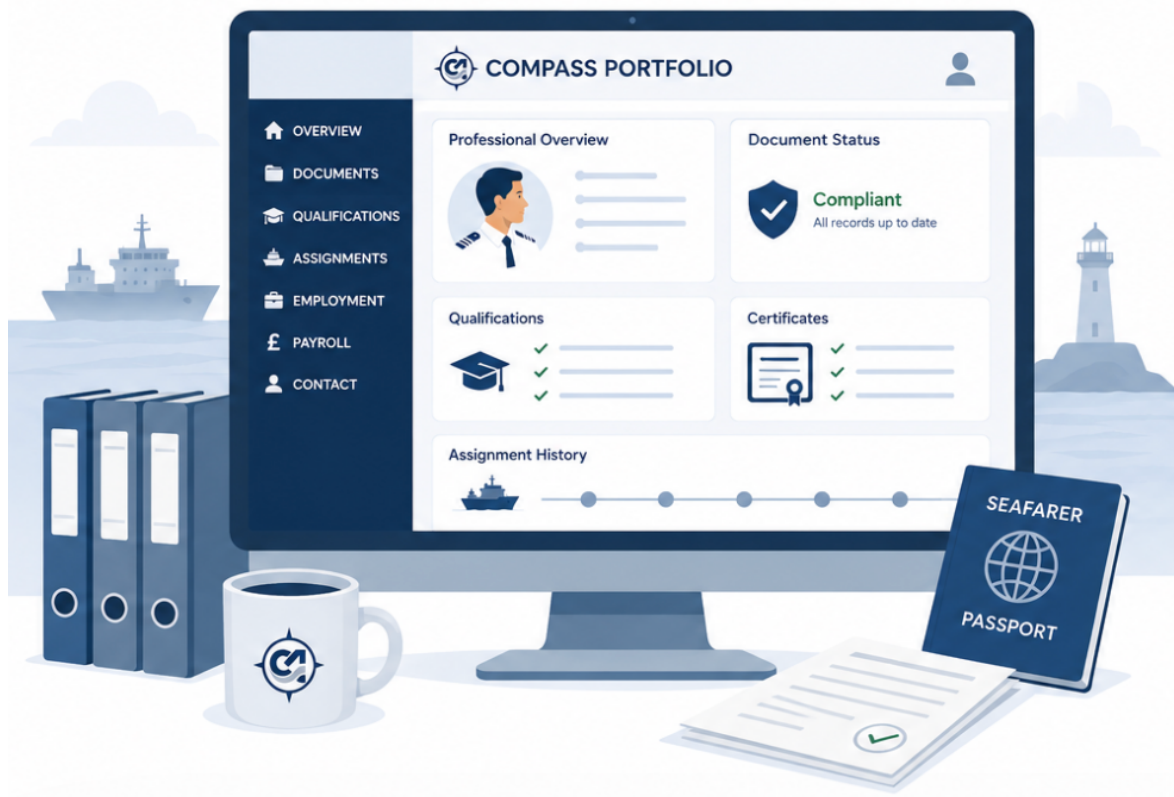 COMPASS PORTFOLIO
OVERVIEW
DOCUMENTS
QUALIFICATIONS
ASSIGNMENTS
EMPLOYMENT
£ PAYROLL
CONTACT
Professional Overview
Document Status
Compliant
All records up to date
Qualifications
Certificates
Assignment History
SEAFARER
PASSPORT